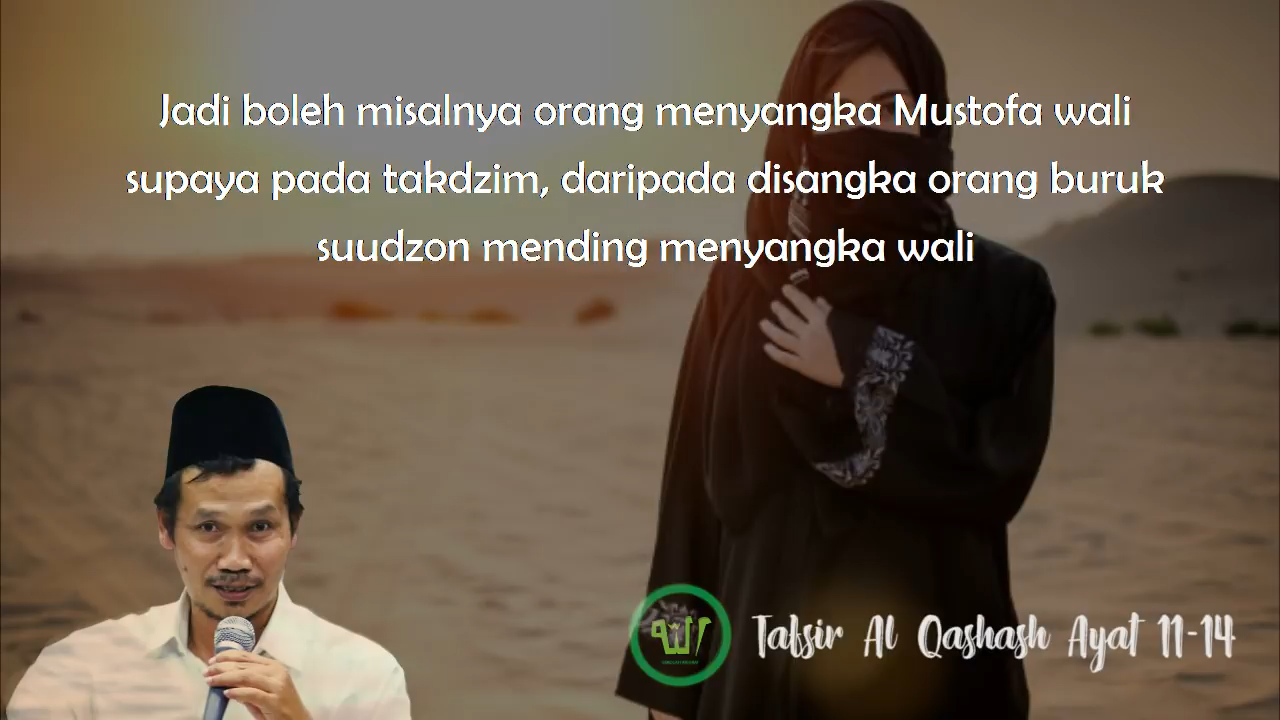 Jadi boleh misalnya orang menyangka Mustofa wali
supaya pada takdzim, daripada disangka orang buruk
suudzon mending menyangka wali
Tafsir Al Qashash Ayat 11-14